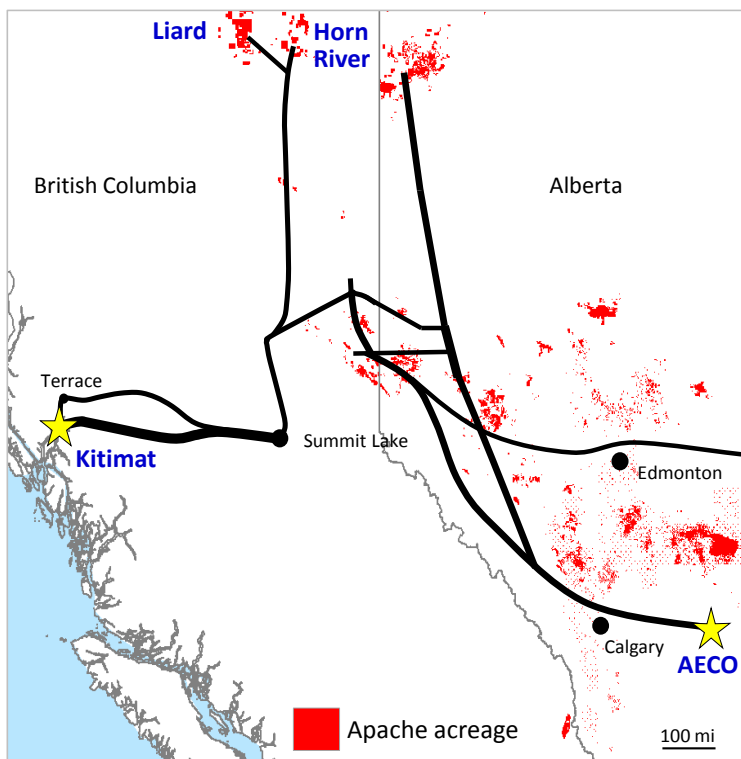 Liard
Horn
River
British Columbia
Alberta
Terrace
Kitimat
Summit Lake
Edmonton
Calgary
AECO
Apache acreage
100 mi